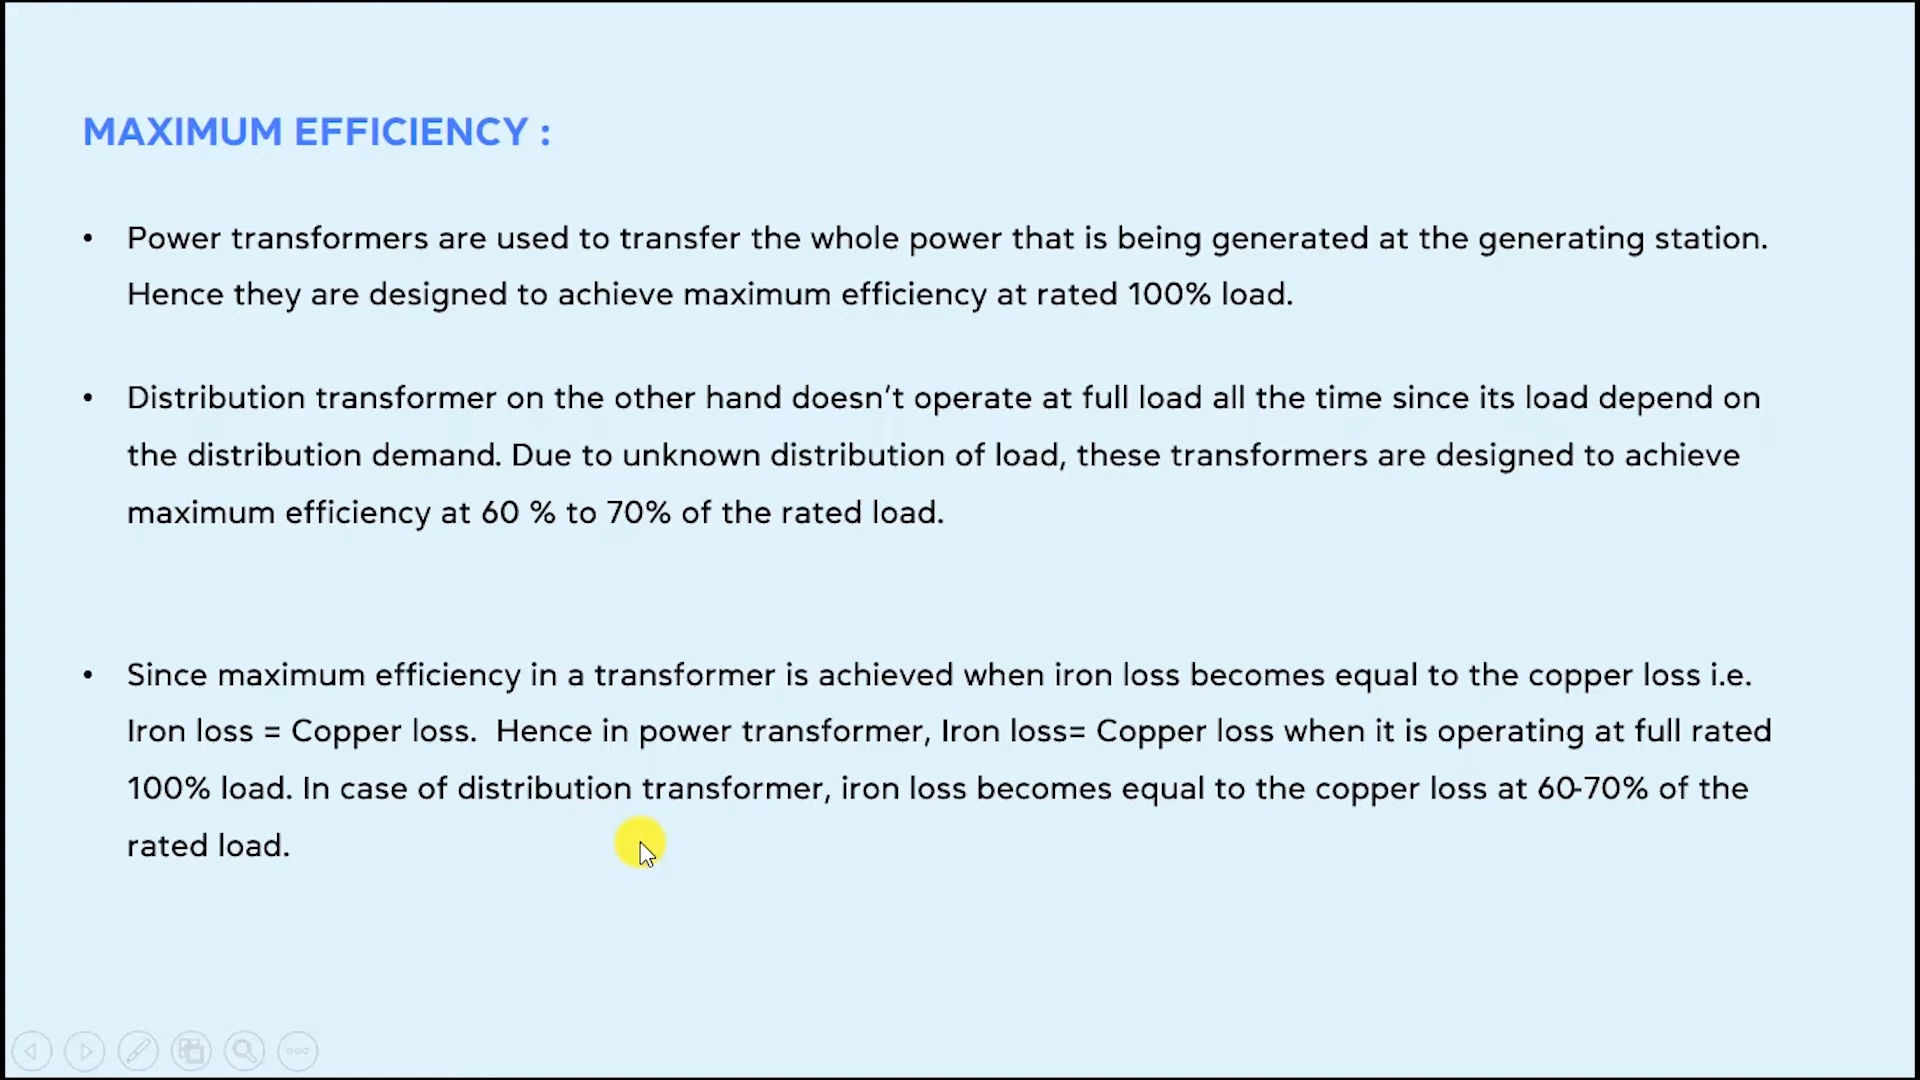 MAXIMUM EFFICIENCY :
• Power transformers are used to transfer the whole power that is being generated at the generating station.
Hence they are designed to achieve maximum efficiency at rated 100% load.
• Distribution transformer on the other hand doesn't operate at full load all the time since its load depend on
the distribution demand. Due to unknown distribution of load, these transformers are designed to achieve
maximum efficiency at 60 % to 70% of the rated load.
• Since maximum efficiency in a transformer is achieved when iron loss becomes equal to the copper loss i.e.
Iron loss = Copper loss.  Hence in power transformer, Iron loss= Copper loss when it is operating at full rated
100% load. In case of distribution transformer, iron loss becomes equal to the copper loss at 60-70% of the
rated load.